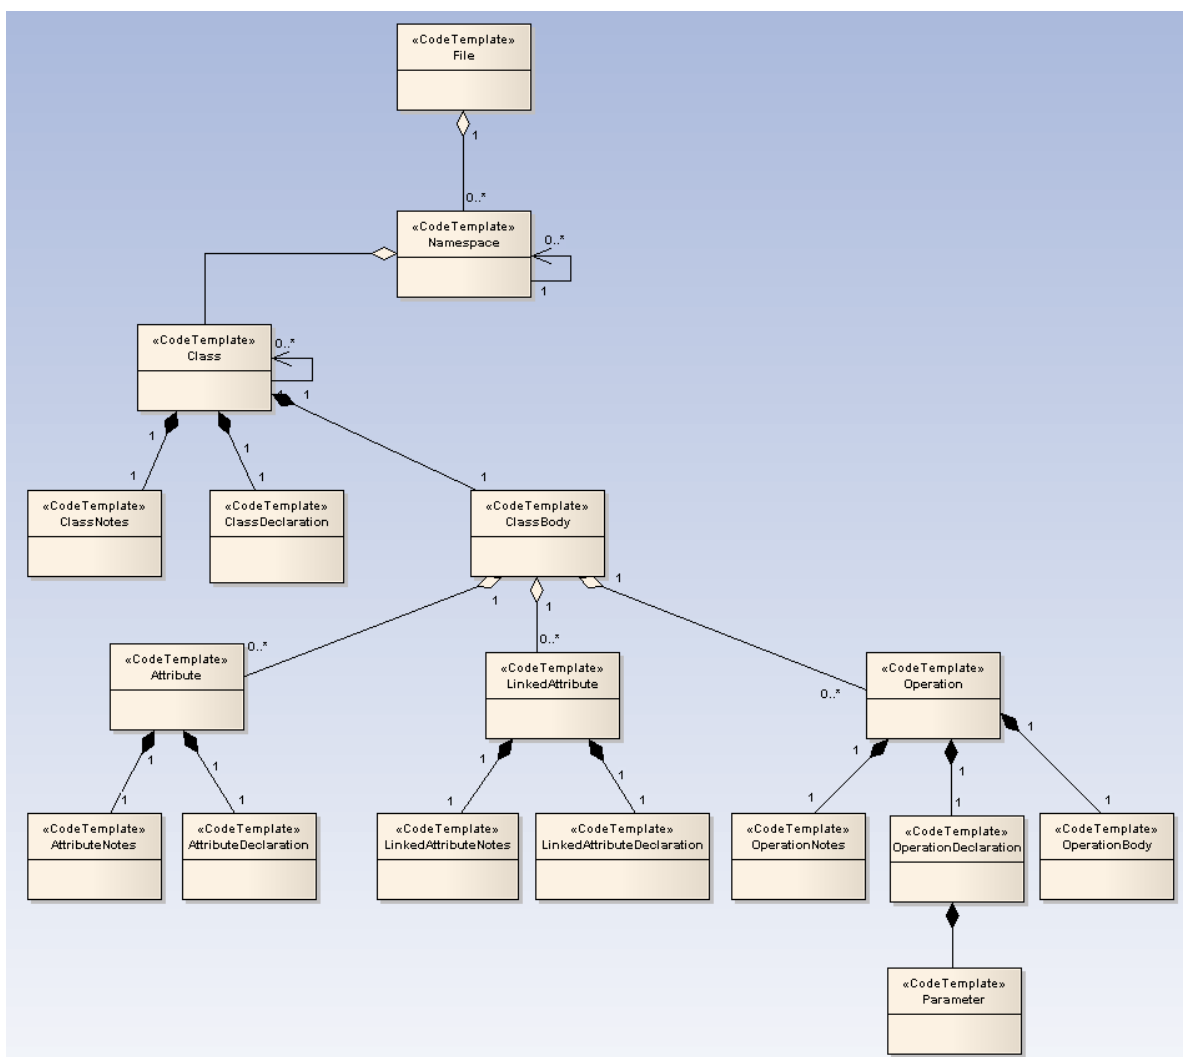 «CodeTemplate»
File
1
0..*
«CodeTemplate»
Namespace
0..*
1
«CodeTemplate»
Class
0..*
1
1
1
1
1
1
«CodeTemplate»
ClassNotes
«CodeTemplate»
ClassDeclaration
1
«CodeTemplate»
ClassBody
1
1
1
0..*
0..*
0..*
«CodeTemplate»
Attribute
«CodeTemplate»
LinkedAttribute
«CodeTemplate»
Operation
1
1
1
1
1
1
1
1
1
1
1
1
1
1
«CodeTemplate»
AttributeNotes
«CodeTemplate»
AttributeDeclaration
«CodeTemplate»
LinkedAttributeNotes
«CodeTemplate»
LinkedAttributeDeclaration
«CodeTemplate»
OperationNotes
«CodeTemplate»
OperationDeclaration
«CodeTemplate»
OperationBody
«CodeTemplate»
Parameter